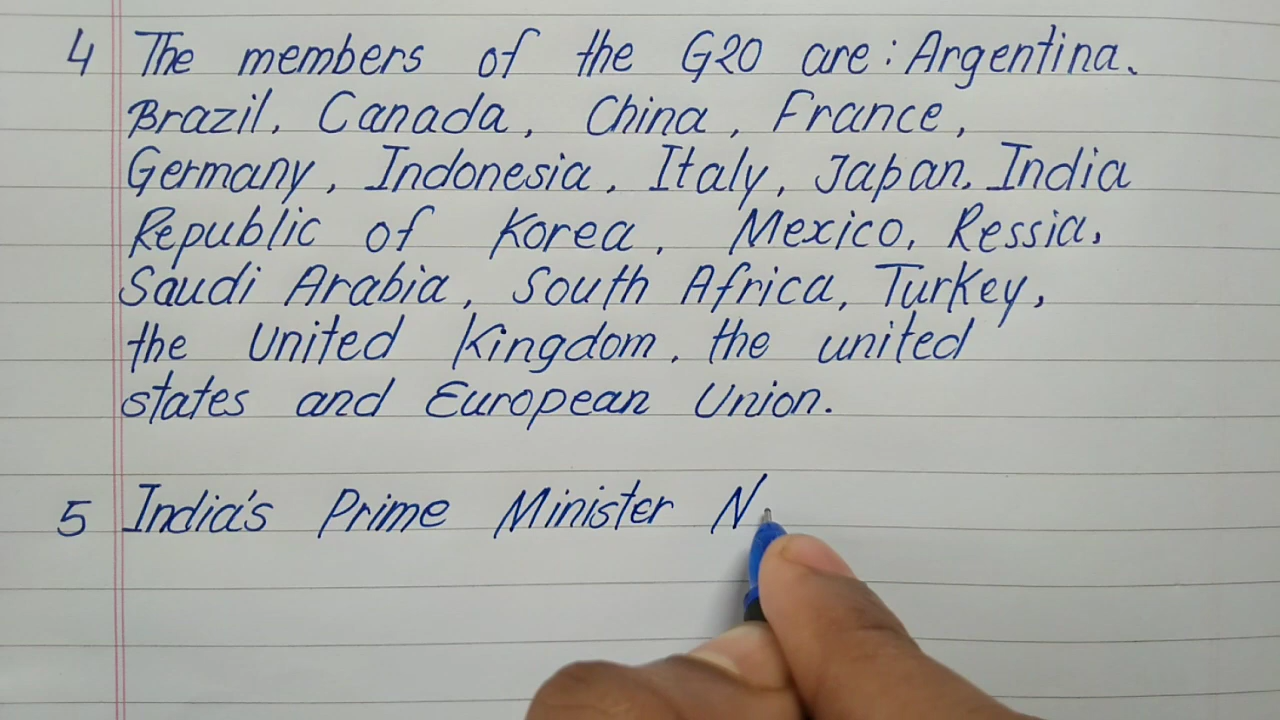 4 The members of the G20 are: Argentina,
Brazil, Canada, China, France,
Germany, Indonesia, Italy, Japan, India
Republic of Korea, Mexico, Ressia,
Saudi Arabia, South Africa, Turkey,
the United Kingdom, the united
states and European Union.
5 India's Prime Minister N